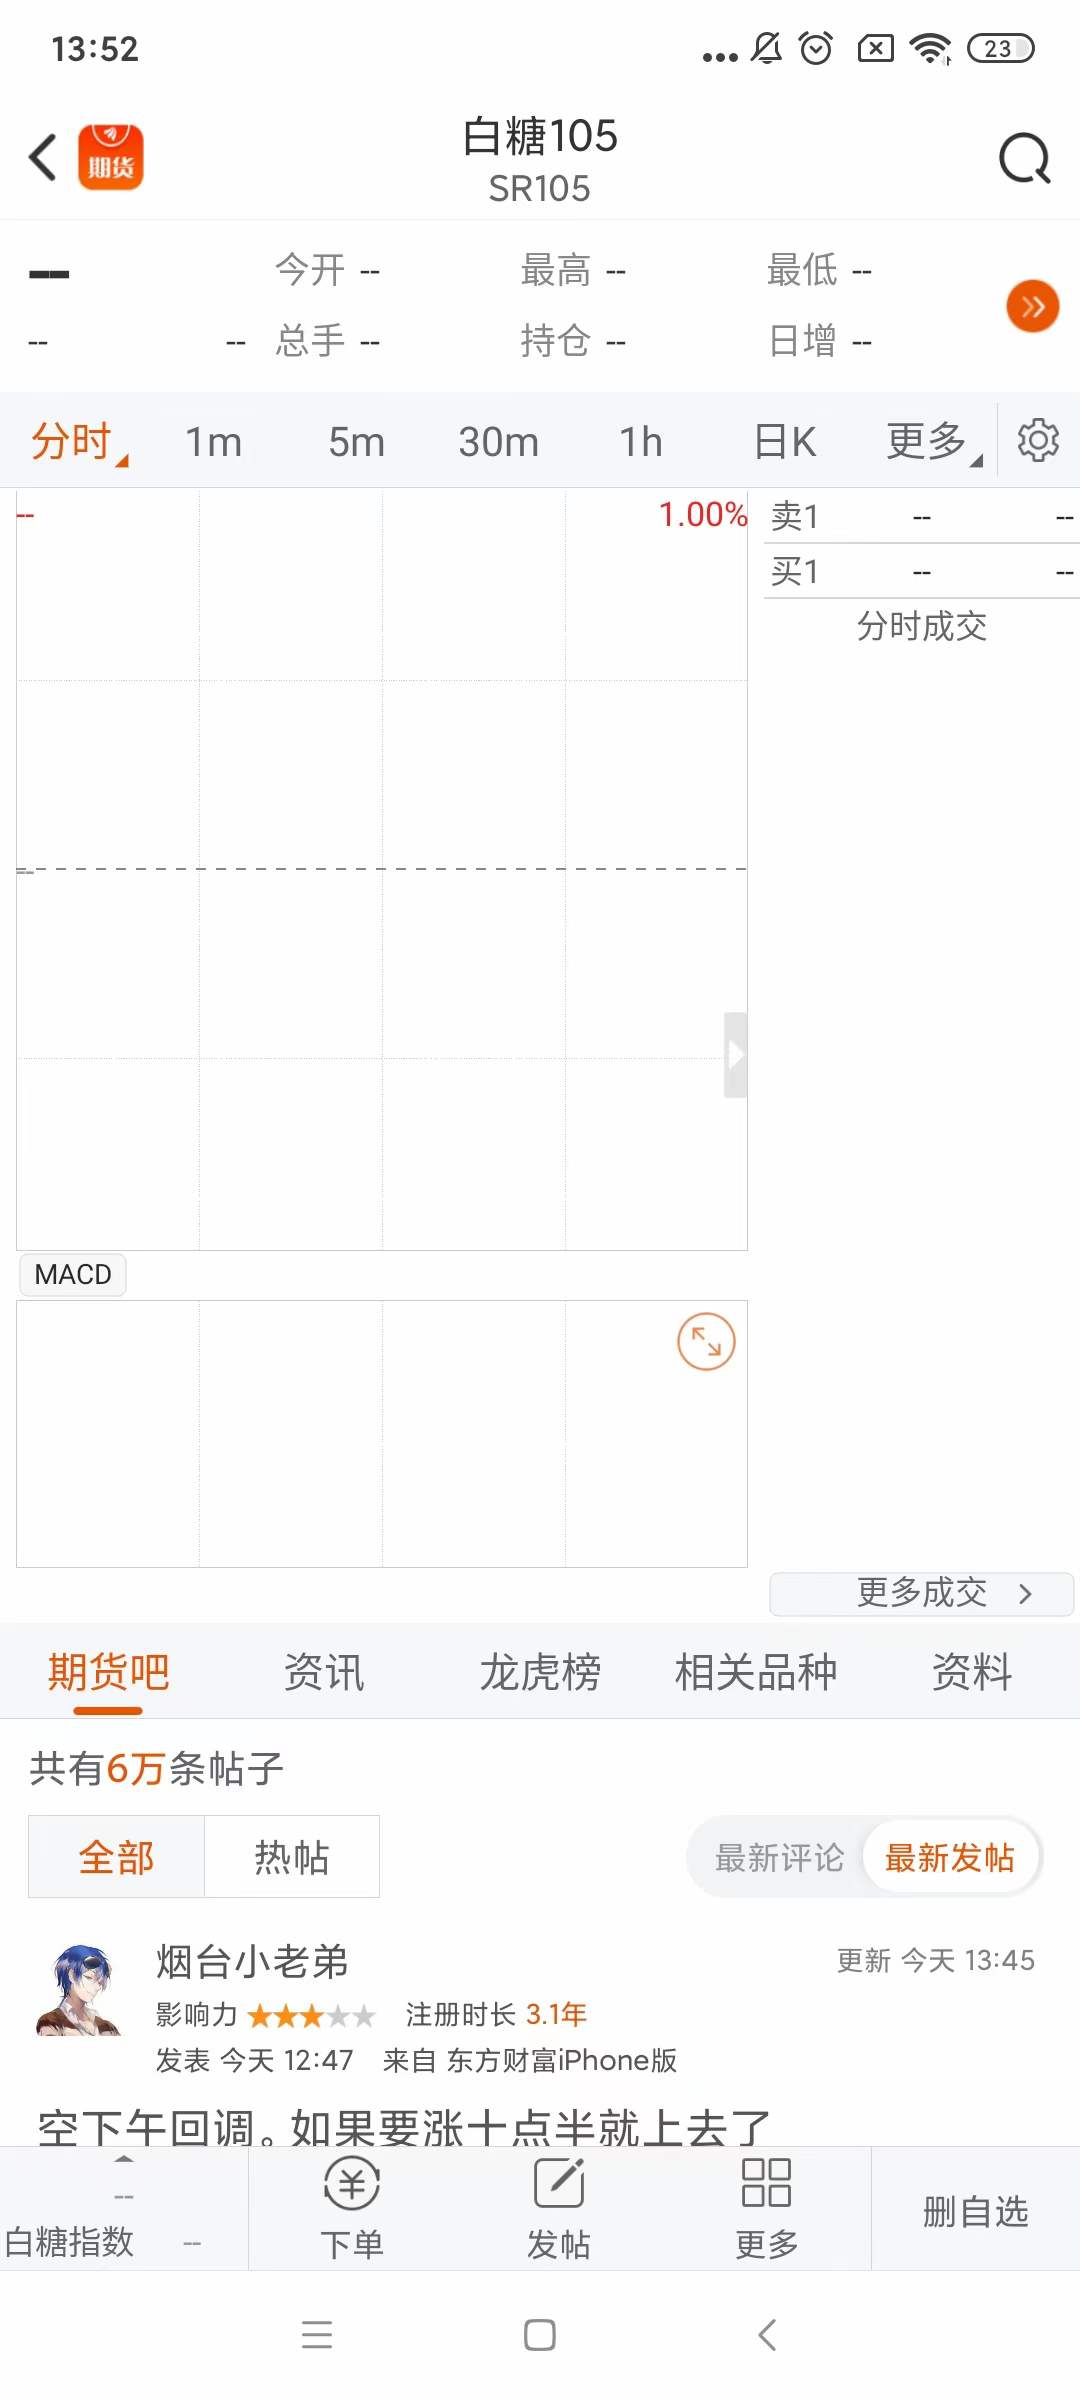 13:52
23
期货
白糖105
SR105
--
今开 --
最高 --
最低 --
--
--
总手 --
持仓 --
日增 --
分时
1m
5m
30m
1h
日K
更多
--
1.00%
卖1 -- --
买1 -- --
分时成交
--
MACD
更多成交
期货吧
资讯
龙虎榜
相关品种
资料
共有6万条帖子
全部
热帖
最新评论
最新发帖
烟台小老弟
更新 今天 13:45
影响力
注册时长 3.1年
发表 今天 12:47 来自 东方财富iPhone版
空下午回调。如果要涨十点半就上去了
--
白糖指数 --
下单
发帖
更多
删自选